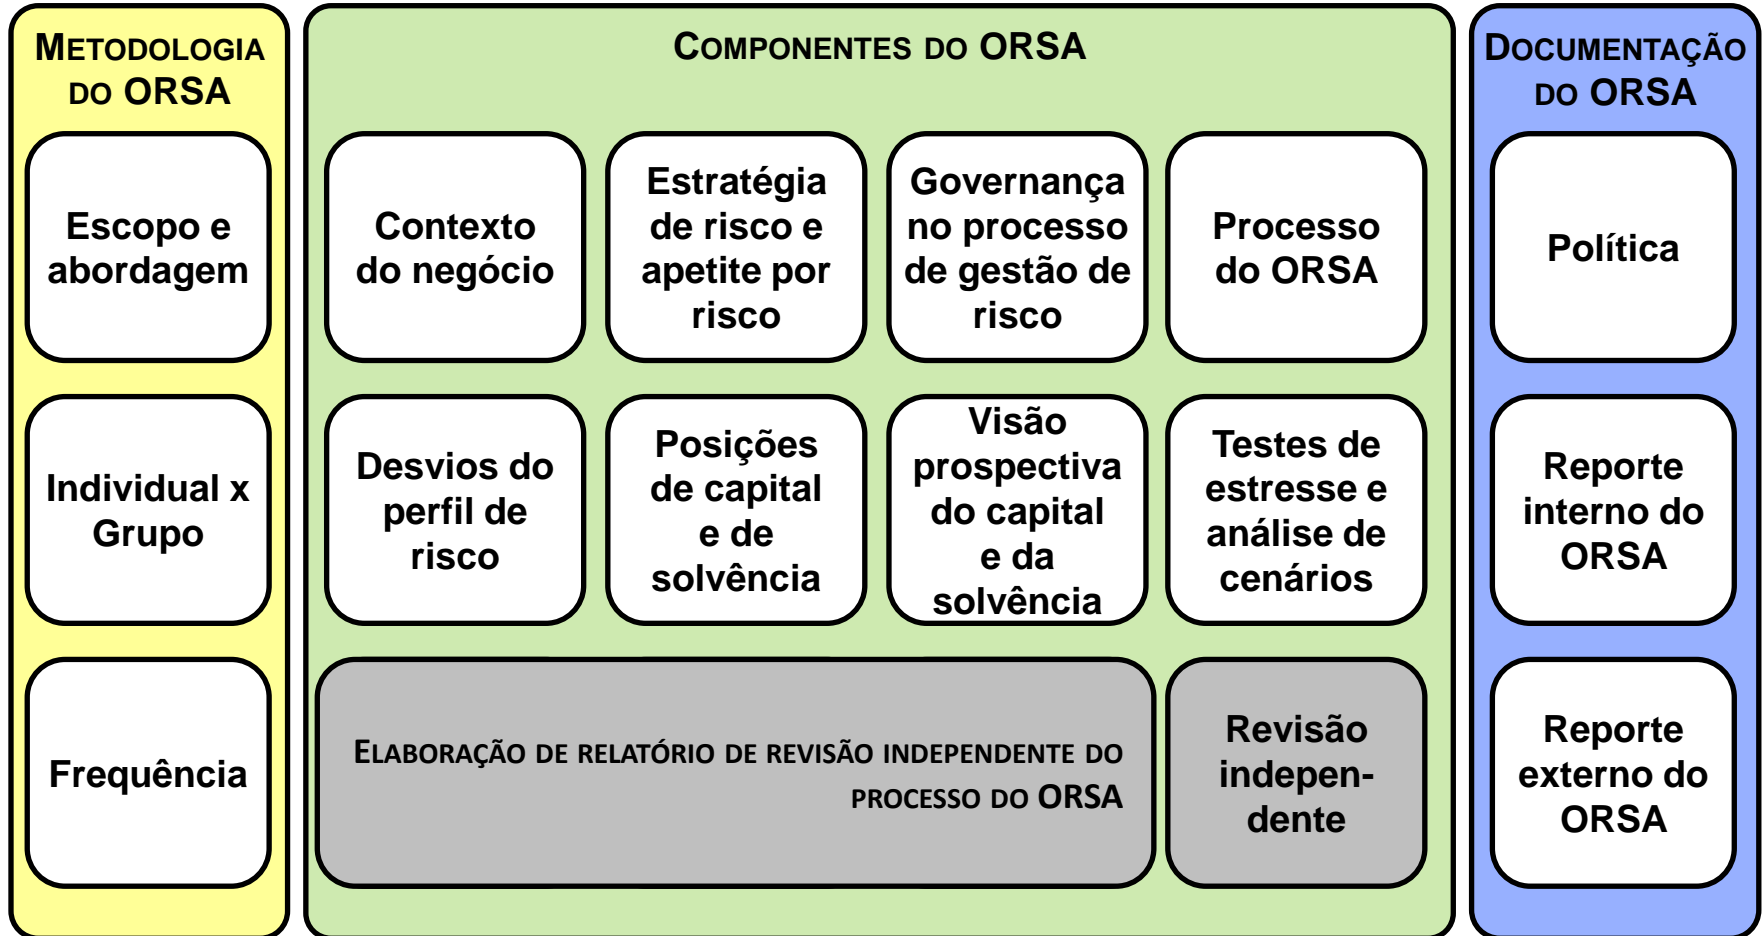 METODOLOGIA
DO ORSA
Escopo e
abordagem
Individual x
Grupo
Frequência
COMPONENTES DO ORSA
Contexto
do negócio
Estratégia
de risco e
apetite por
risco
Governança
no processo
de gestão de
risco
Processo
do ORSA
Desvios do
perfil de
risco
Posições
de capital
e de
solvência
Visão
prospectiva
do capital
e da
solvência
Testes de
estresse e
análise de
cenários
ELABORAÇÃO DE RELATÓRIO DE REVISÃO INDEPENDENTE DO
PROCESSO DO ORSA
Revisão
indepen-
dente
DOCUMENTAÇÃO
DO ORSA
Política
Reporte
interno do
ORSA
Reporte
externo do
ORSA